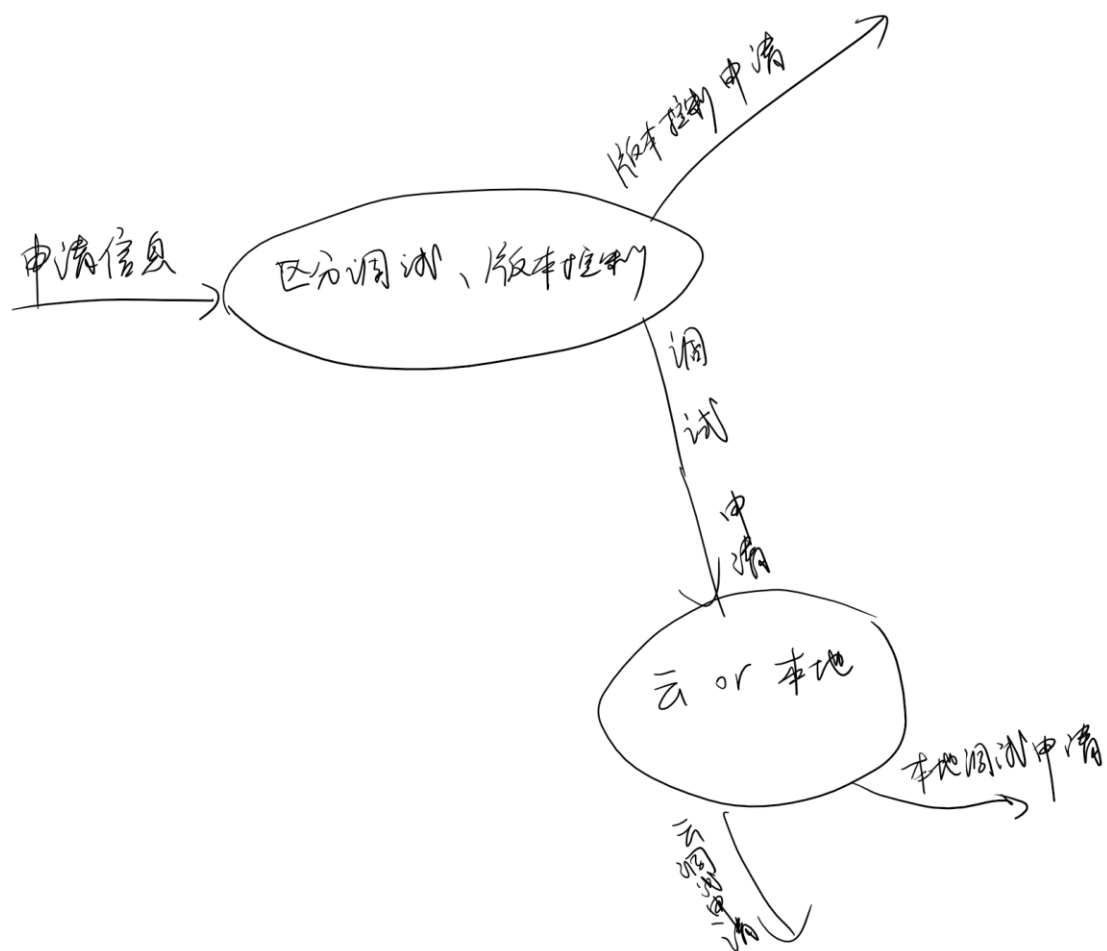 版本控制申请
申请信息
区分调试、版本控制
调试申请
云 or 本地
本地调试申请
云调试申请